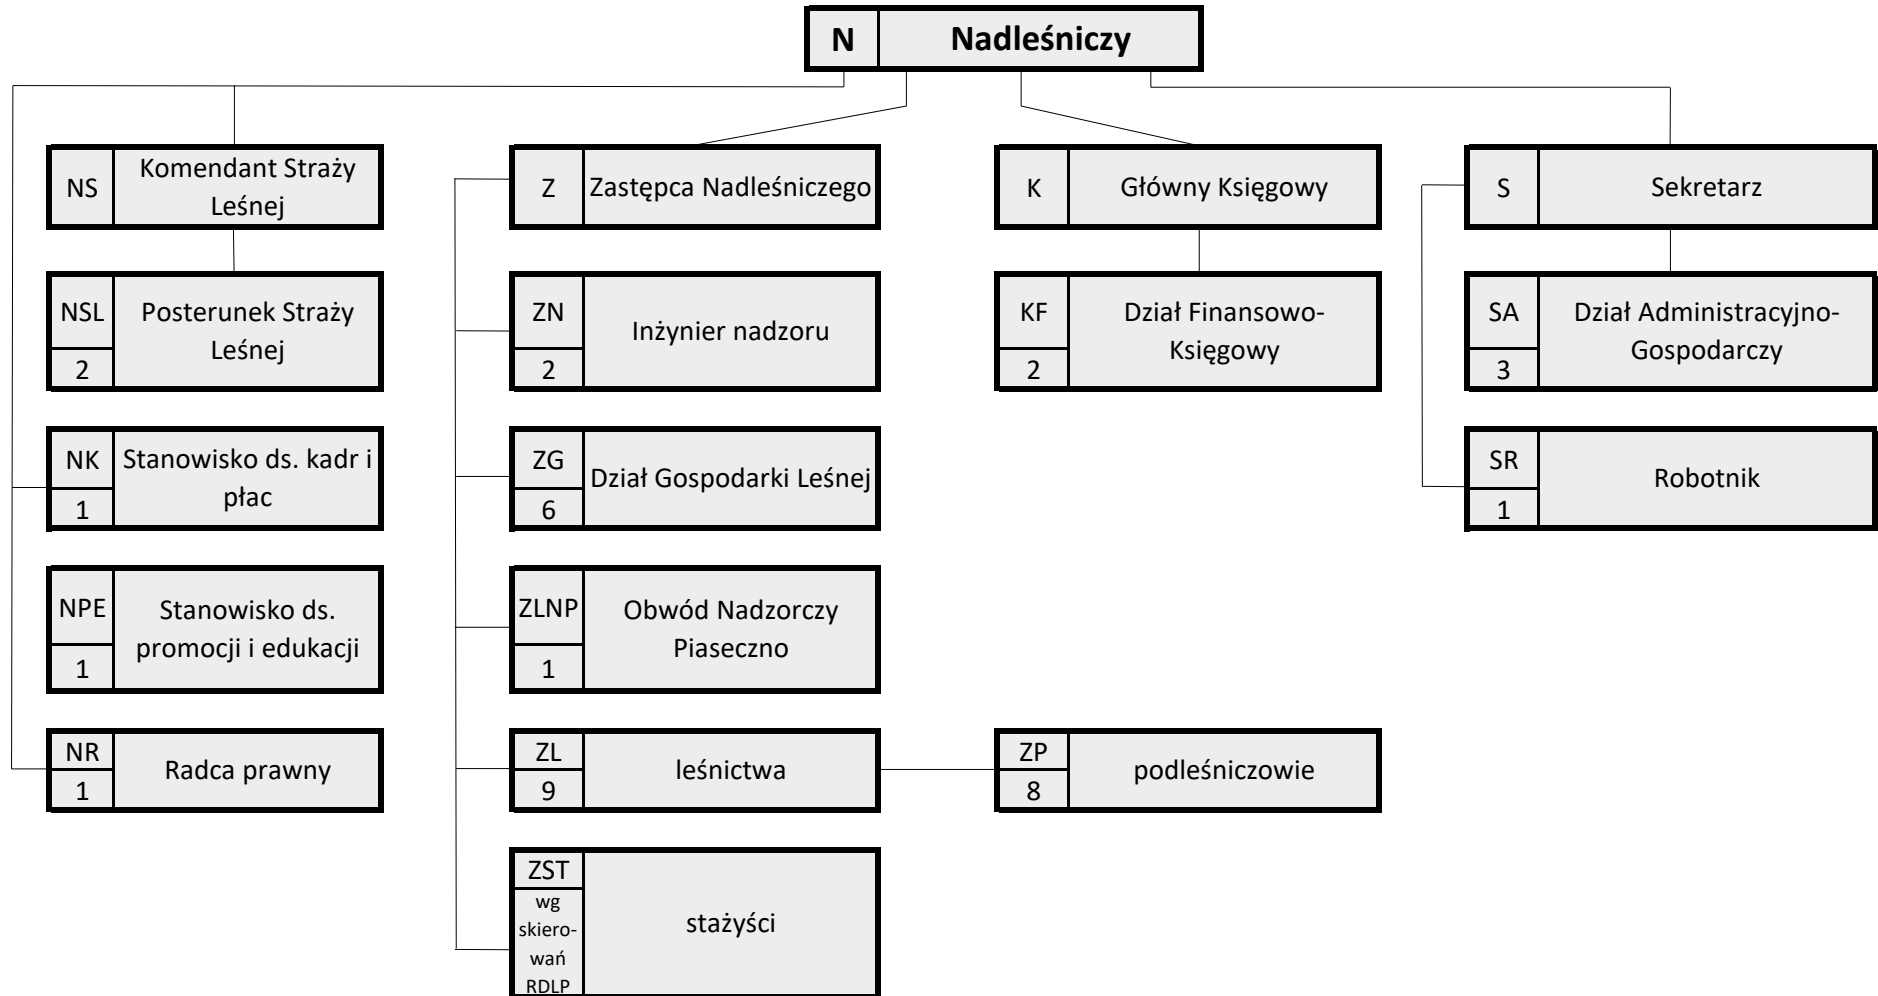 N
Nadleśniczy
NS
Komendant Straży
Leśnej
Z
Zastępca Nadleśniczego
K
Główny Księgowy
S
Sekretarz
NSL
2
Posterunek Straży
Leśnej
ZN
2
Inżynier nadzoru
KF
2
Dział Finansowo-
Księgowy
SA
3
Dział Administracyjno-
Gospodarczy
NK
1
Stanowisko ds. kadr i
płac
ZG
6
Dział Gospodarki Leśnej
SR
1
Robotnik
NPE
1
Stanowisko ds.
promocji i edukacji
ZLNP
1
Obwód Nadzorczy
Piaseczno
NR
1
Radca prawny
ZL
9
leśnictwa
ZP
8
podleśniczowie
ZST
wg
skiero-
wań
RDLP
stażyści